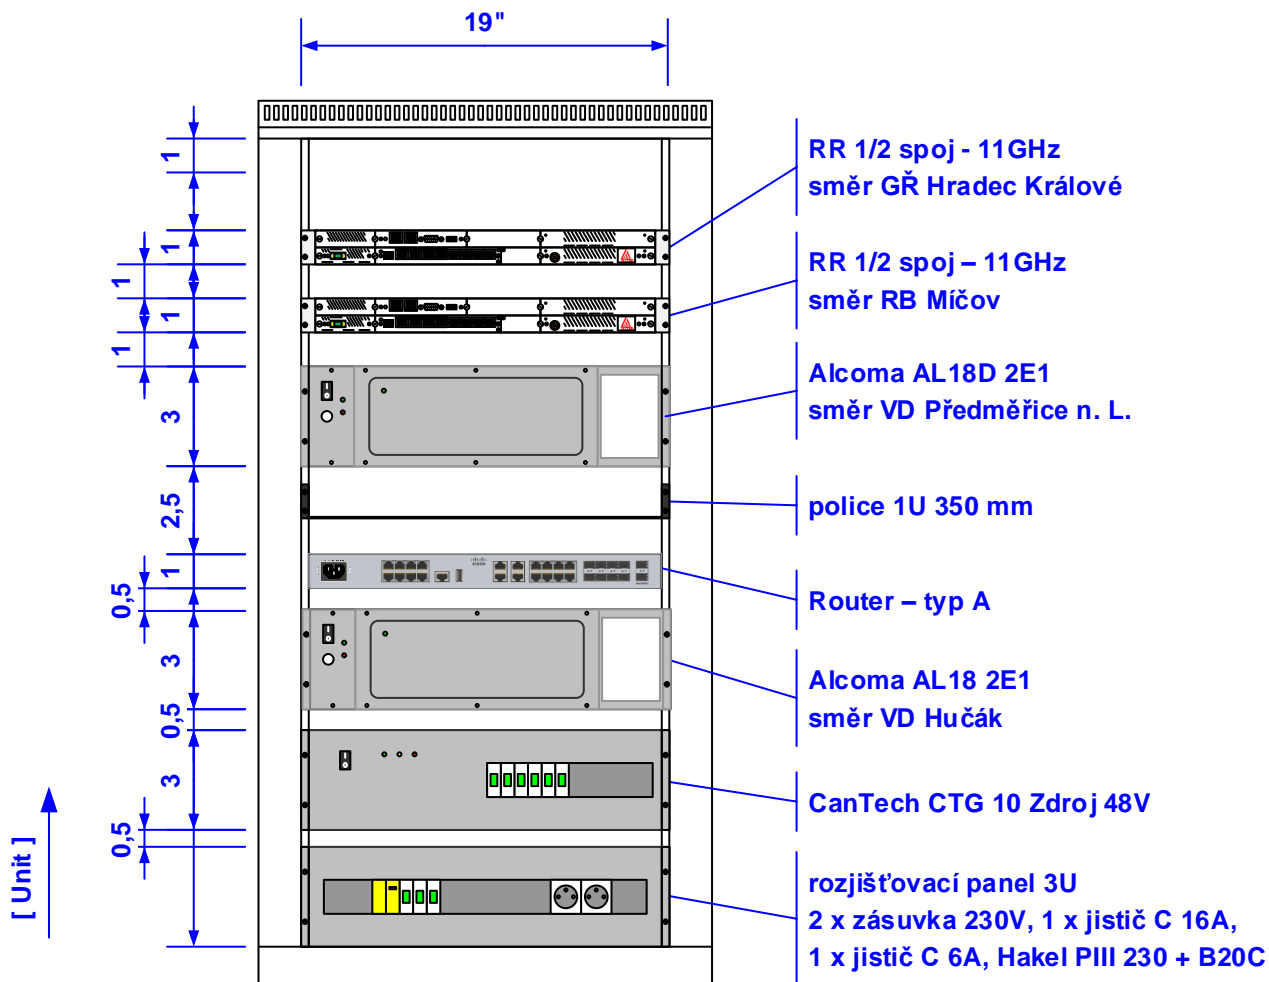 19"
1
1
1
1
1
3
2,5
1
0,5
3
0,5
3
0,5
[ Unit ]
RR 1/2 spoj - 11GHz
směr GŘ Hradec Králové
RR 1/2 spoj – 11GHz
směr RB Míčov
Alcoma AL18D 2E1
směr VD Předměřice n. L.
police 1U 350 mm
Router – typ A
Alcoma AL18 2E1
směr VD Hučák
CanTech CTG 10 Zdroj 48V
rozjišťovací panel 3U
2 x zásuvka 230V, 1 x jistič C 16A,
1 x jistič C 6A, Hakel PIII 230 + B20C